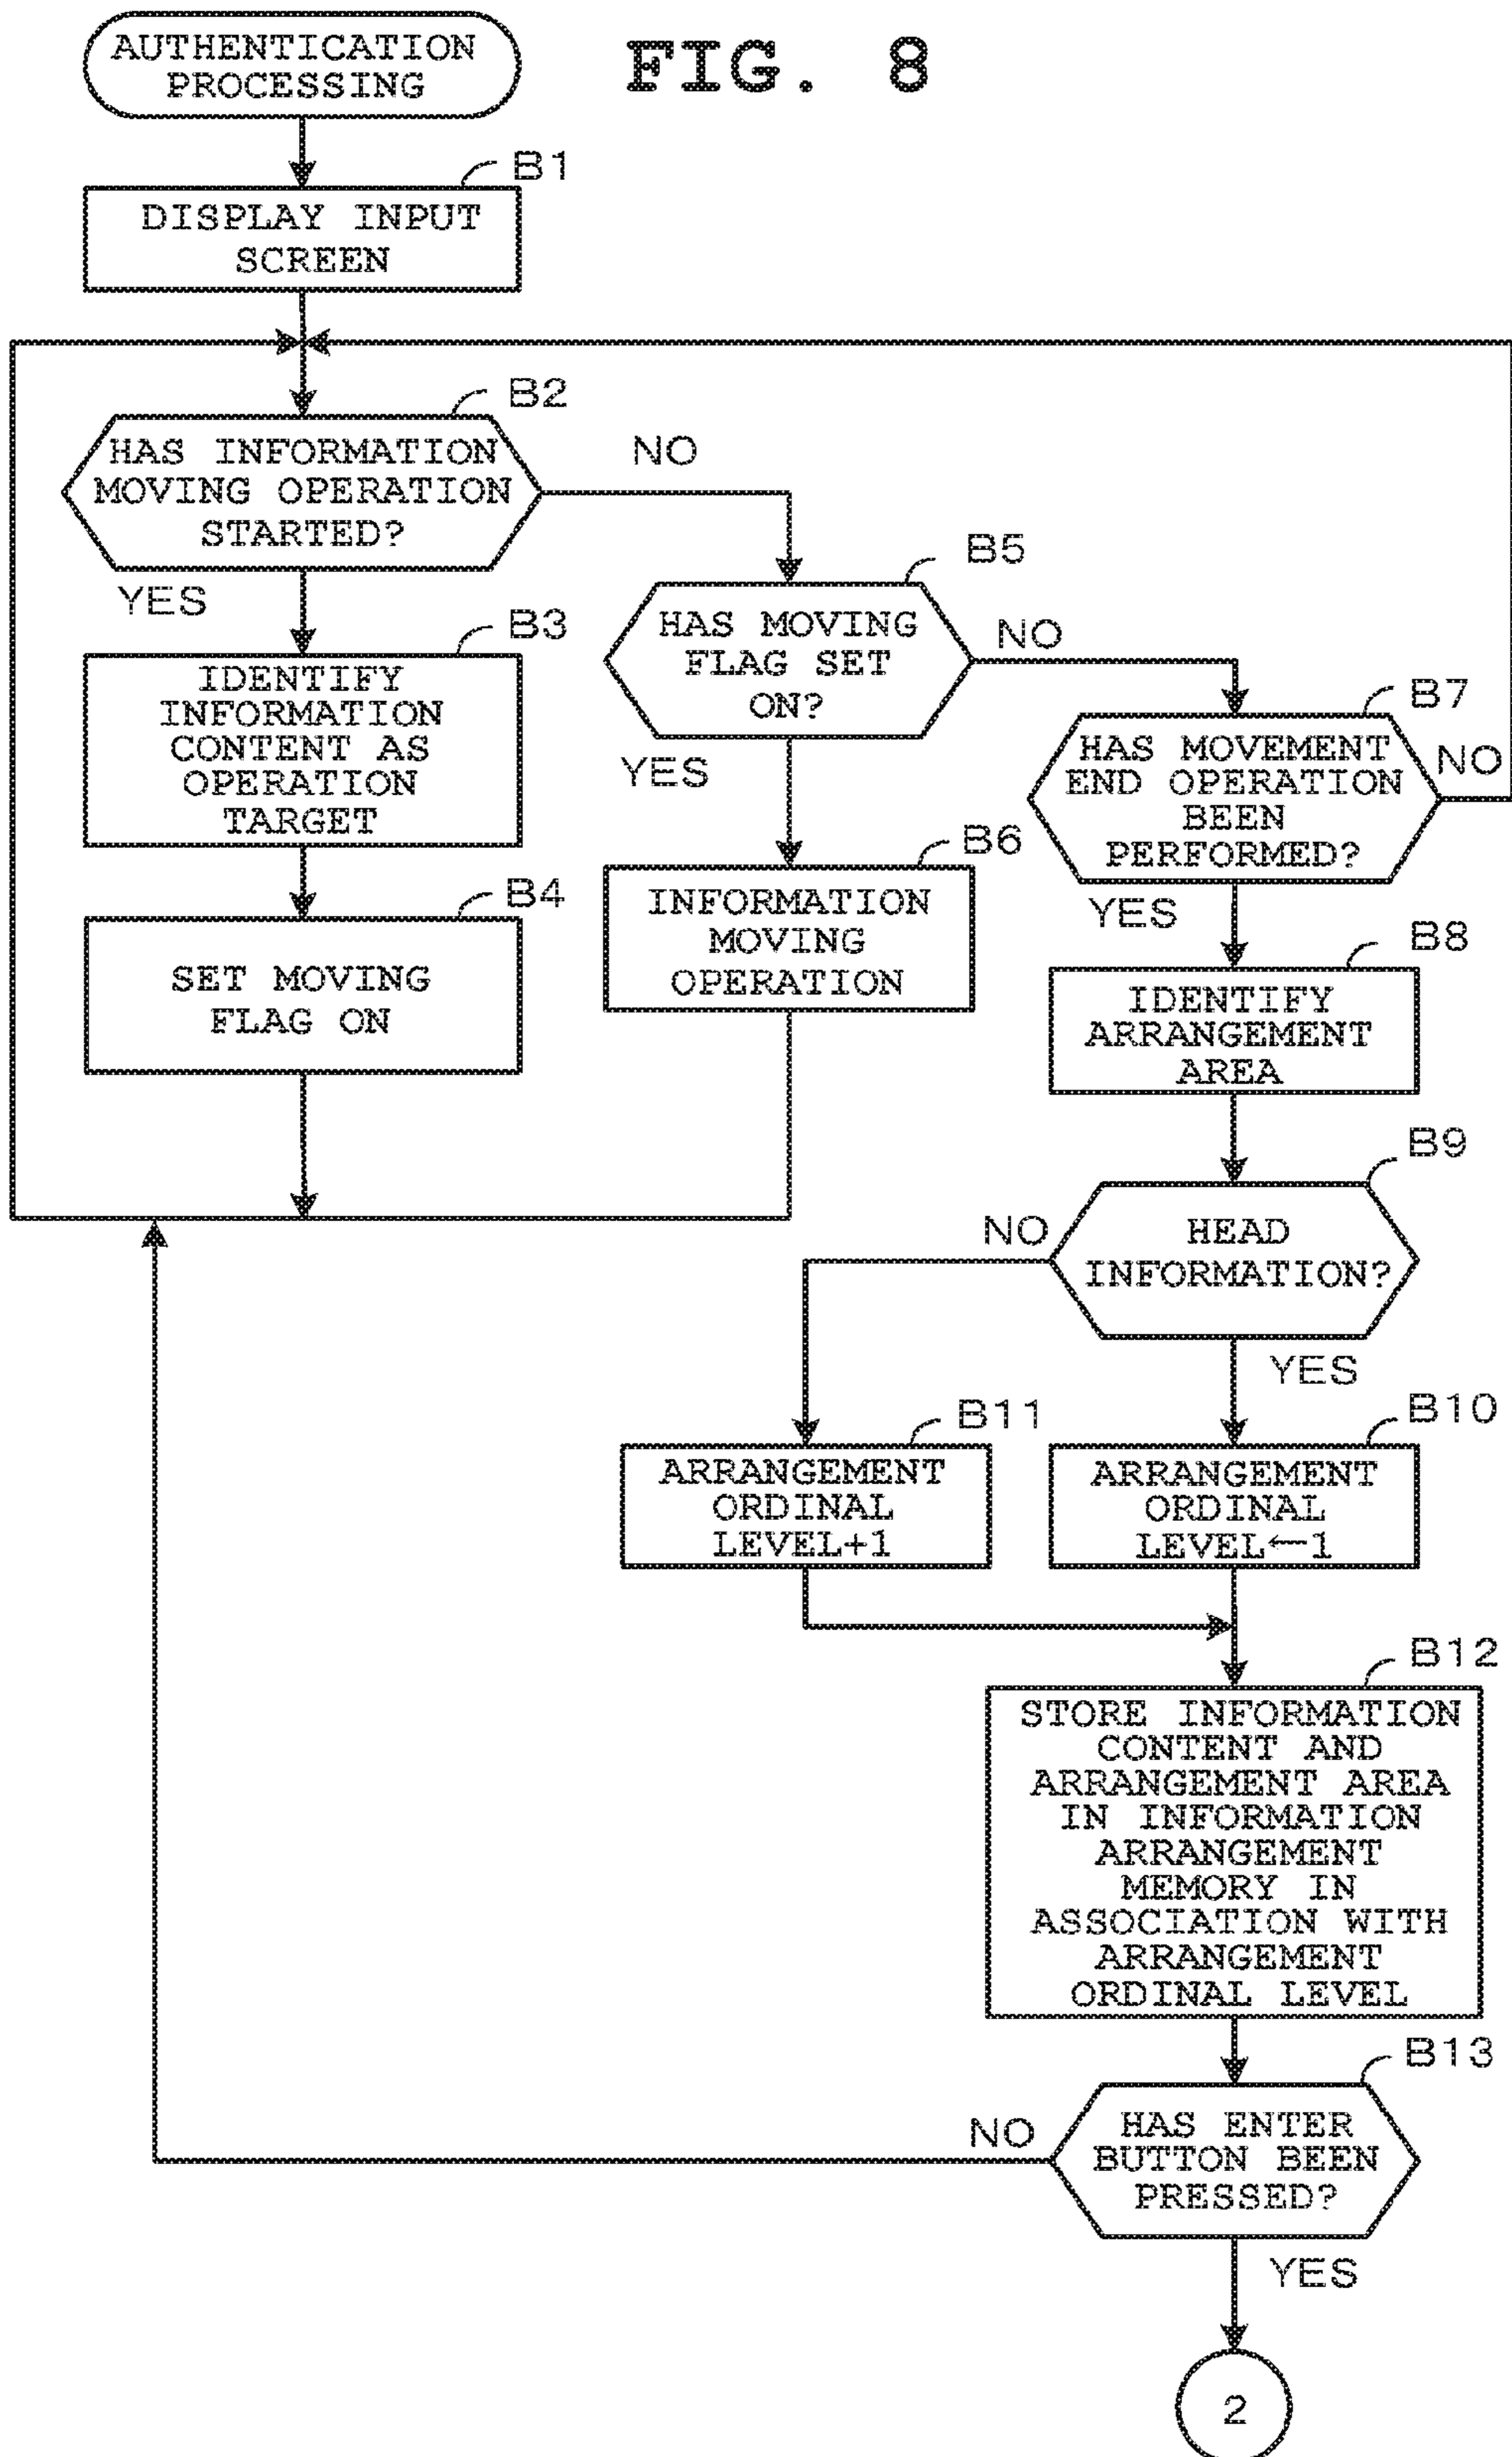 AUTHENTICATION
PROCESSING
FIG. 8
B1
DISPLAY INPUT
SCREEN
B2
HAS INFORMATION
MOVING OPERATION
STARTED?
NO
YES
B3
IDENTIFY
INFORMATION
CONTENT AS
OPERATION
TARGET
B4
SET MOVING
FLAG ON
B5
HAS MOVING
FLAG SET
ON?
NO
YES
B6
INFORMATION
MOVING
OPERATION
B7
HAS MOVEMENT
END OPERATION
BEEN
PERFORMED?
NO
YES
B8
IDENTIFY
ARRANGEMENT
AREA
B9
HEAD
INFORMATION?
NO
YES
B11
ARRANGEMENT
ORDINAL
LEVEL+1
B10
ARRANGEMENT
ORDINAL
LEVEL←1
B12
STORE INFORMATION
CONTENT AND
ARRANGEMENT AREA
IN INFORMATION
ARRANGEMENT
MEMORY IN
ASSOCIATION WITH
ARRANGEMENT
ORDINAL LEVEL
B13
HAS ENTER
BUTTON BEEN
PRESSED?
NO
YES
2